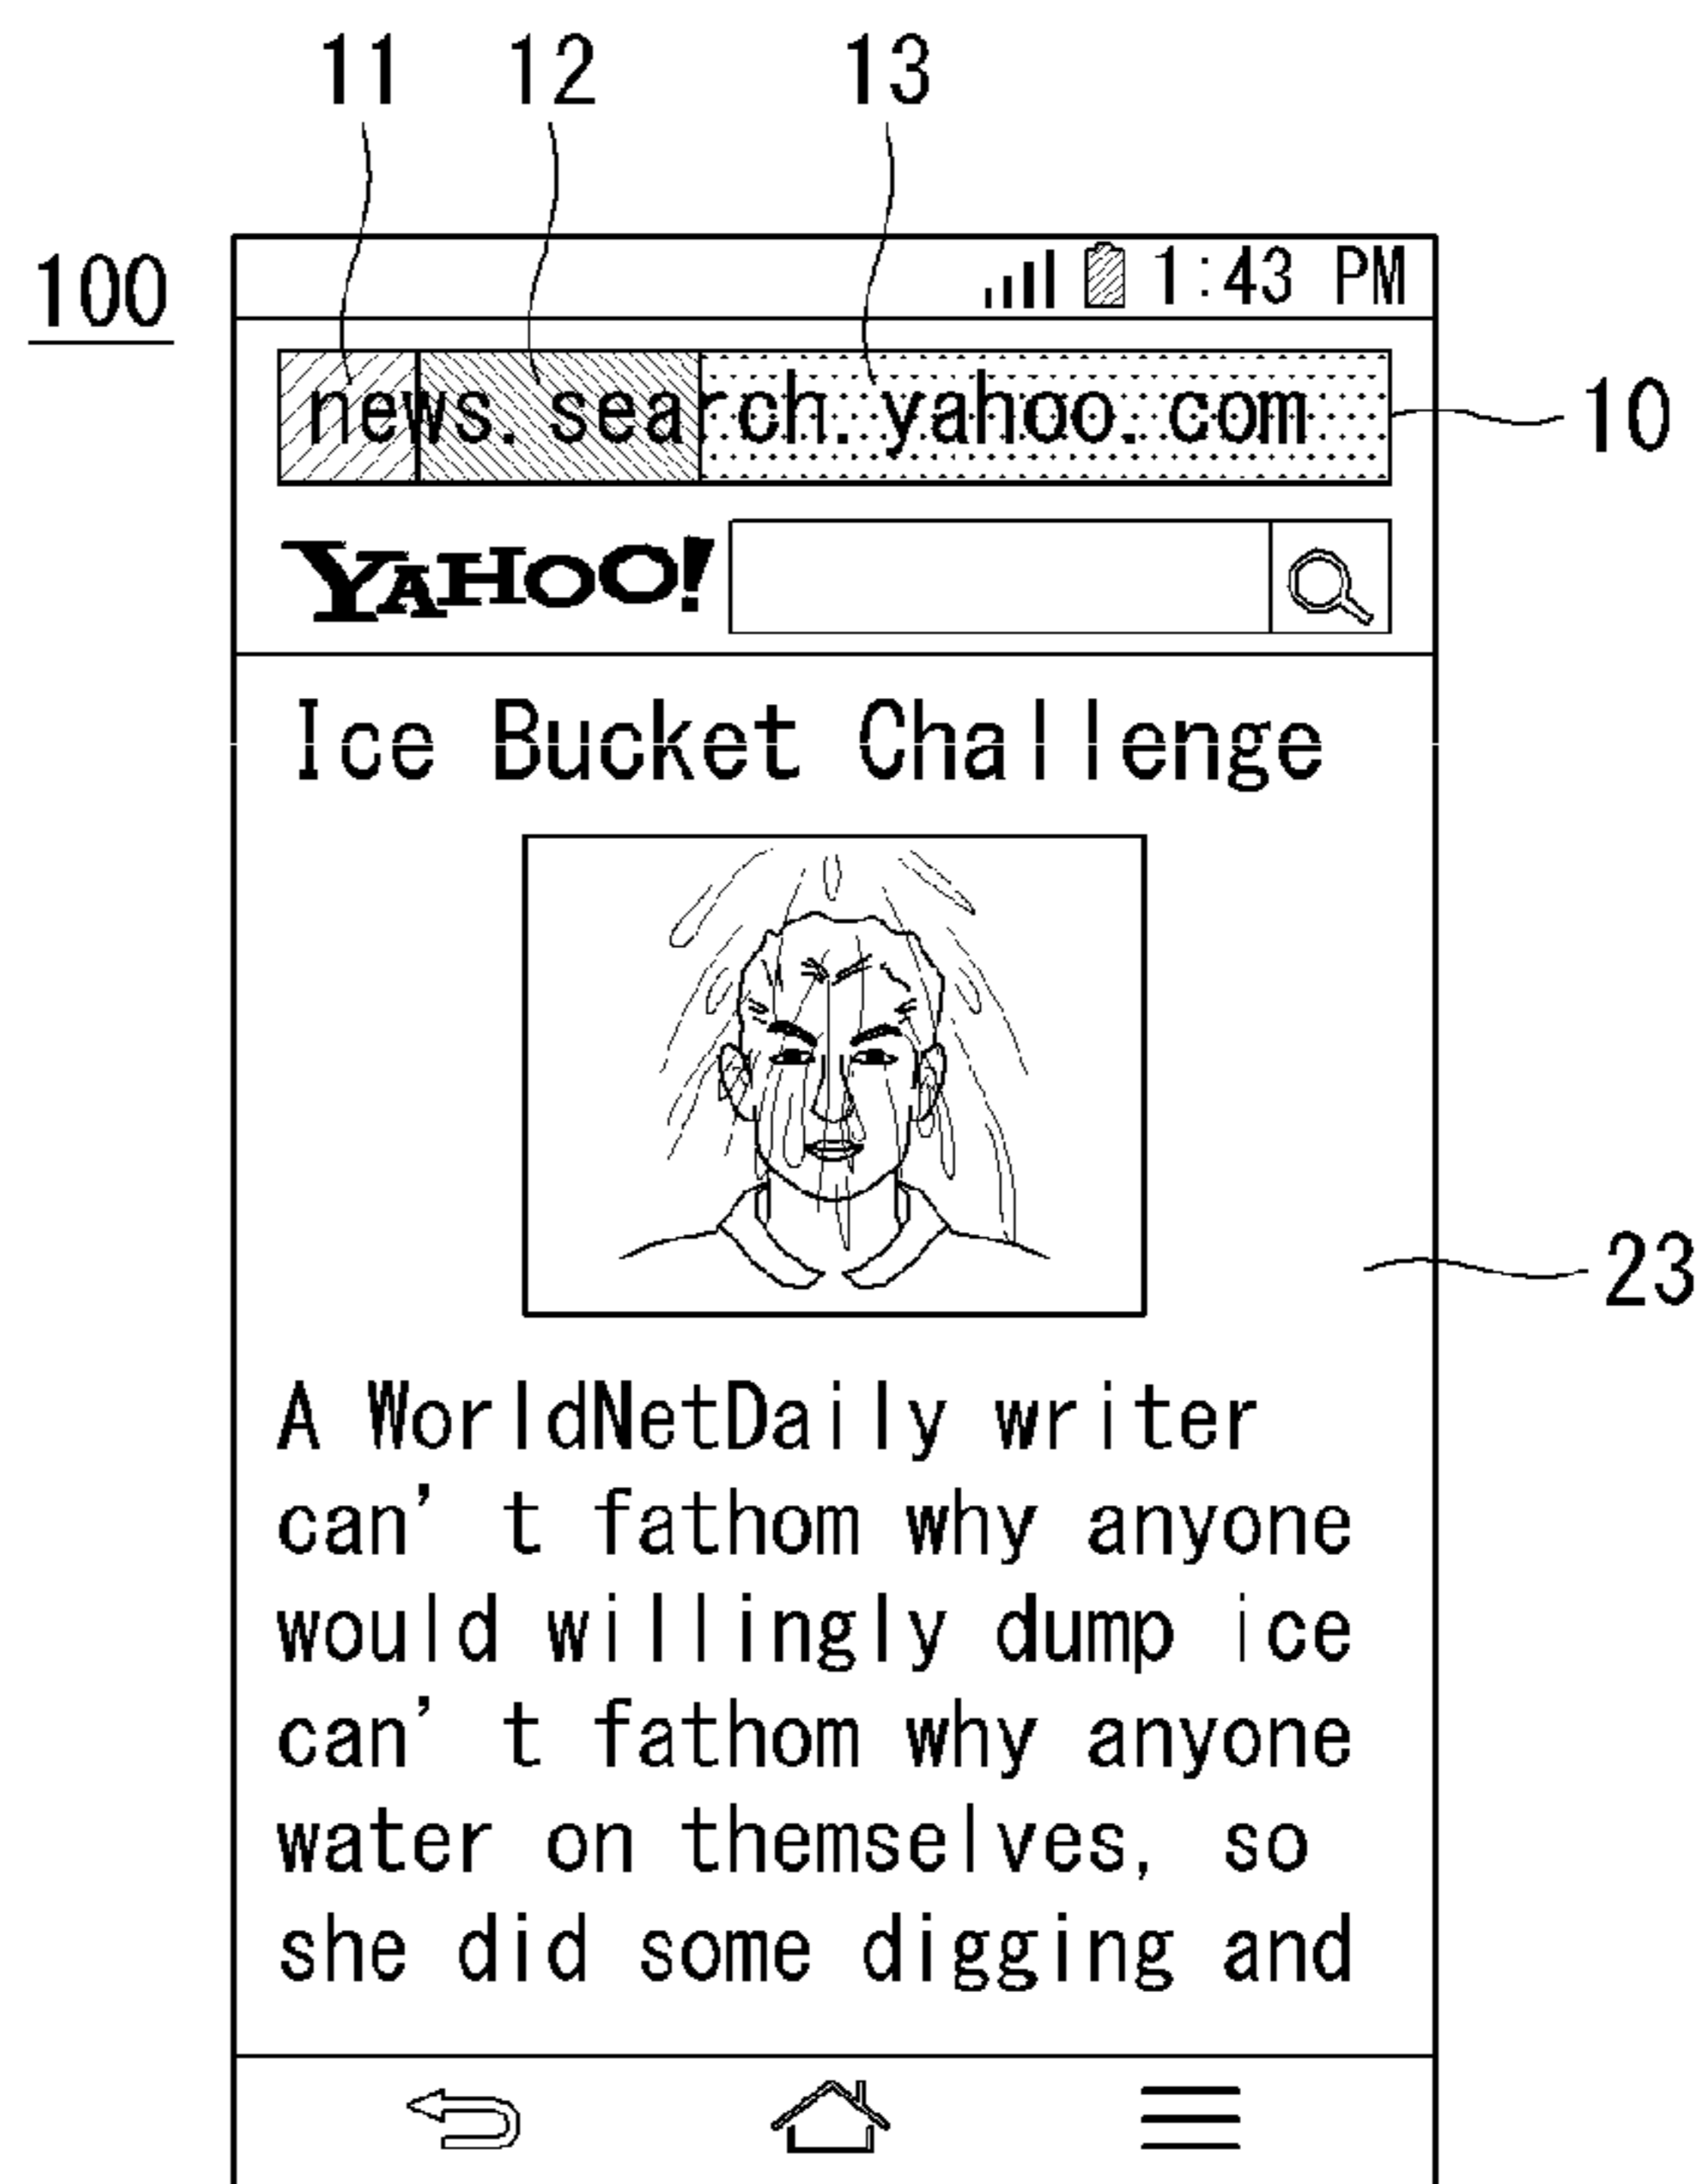 11 12 13
100
1:43 PM
news.search.yahoo.com
10
YAHOO!
Ice Bucket Challenge
23
A WorldNetDaily writer
can't fathom why anyone
would willingly dump ice
can't fathom why anyone
water on themselves, so
she did some digging and